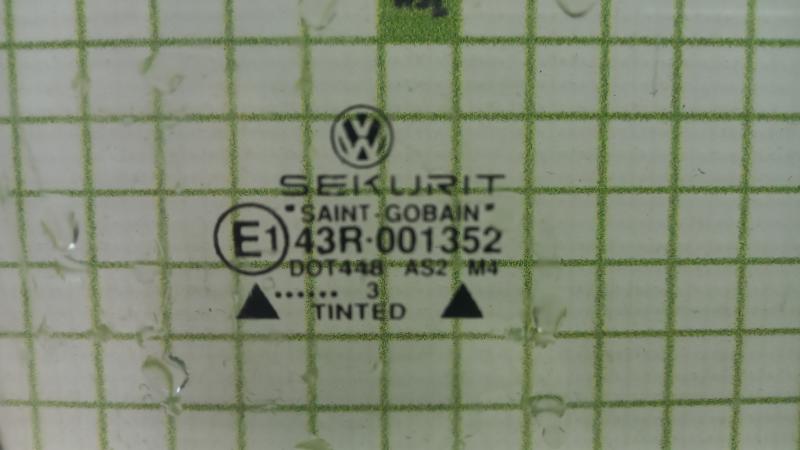 VW
SEKURIT
"SAINT-GOBAIN"
E1 43R-001352
DOT448 AS2 M4
...... 3
TINTED